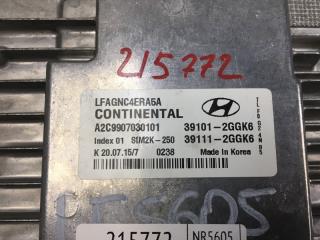 215772
LFAGNC4ERA6A
CONTINENTAL
A2C9907030101 39101-2GGK6
Index 01 SIM2K-250 39111-2GGK6
K 20.07.15/7 0238 Made in Korea
215772 NR5605